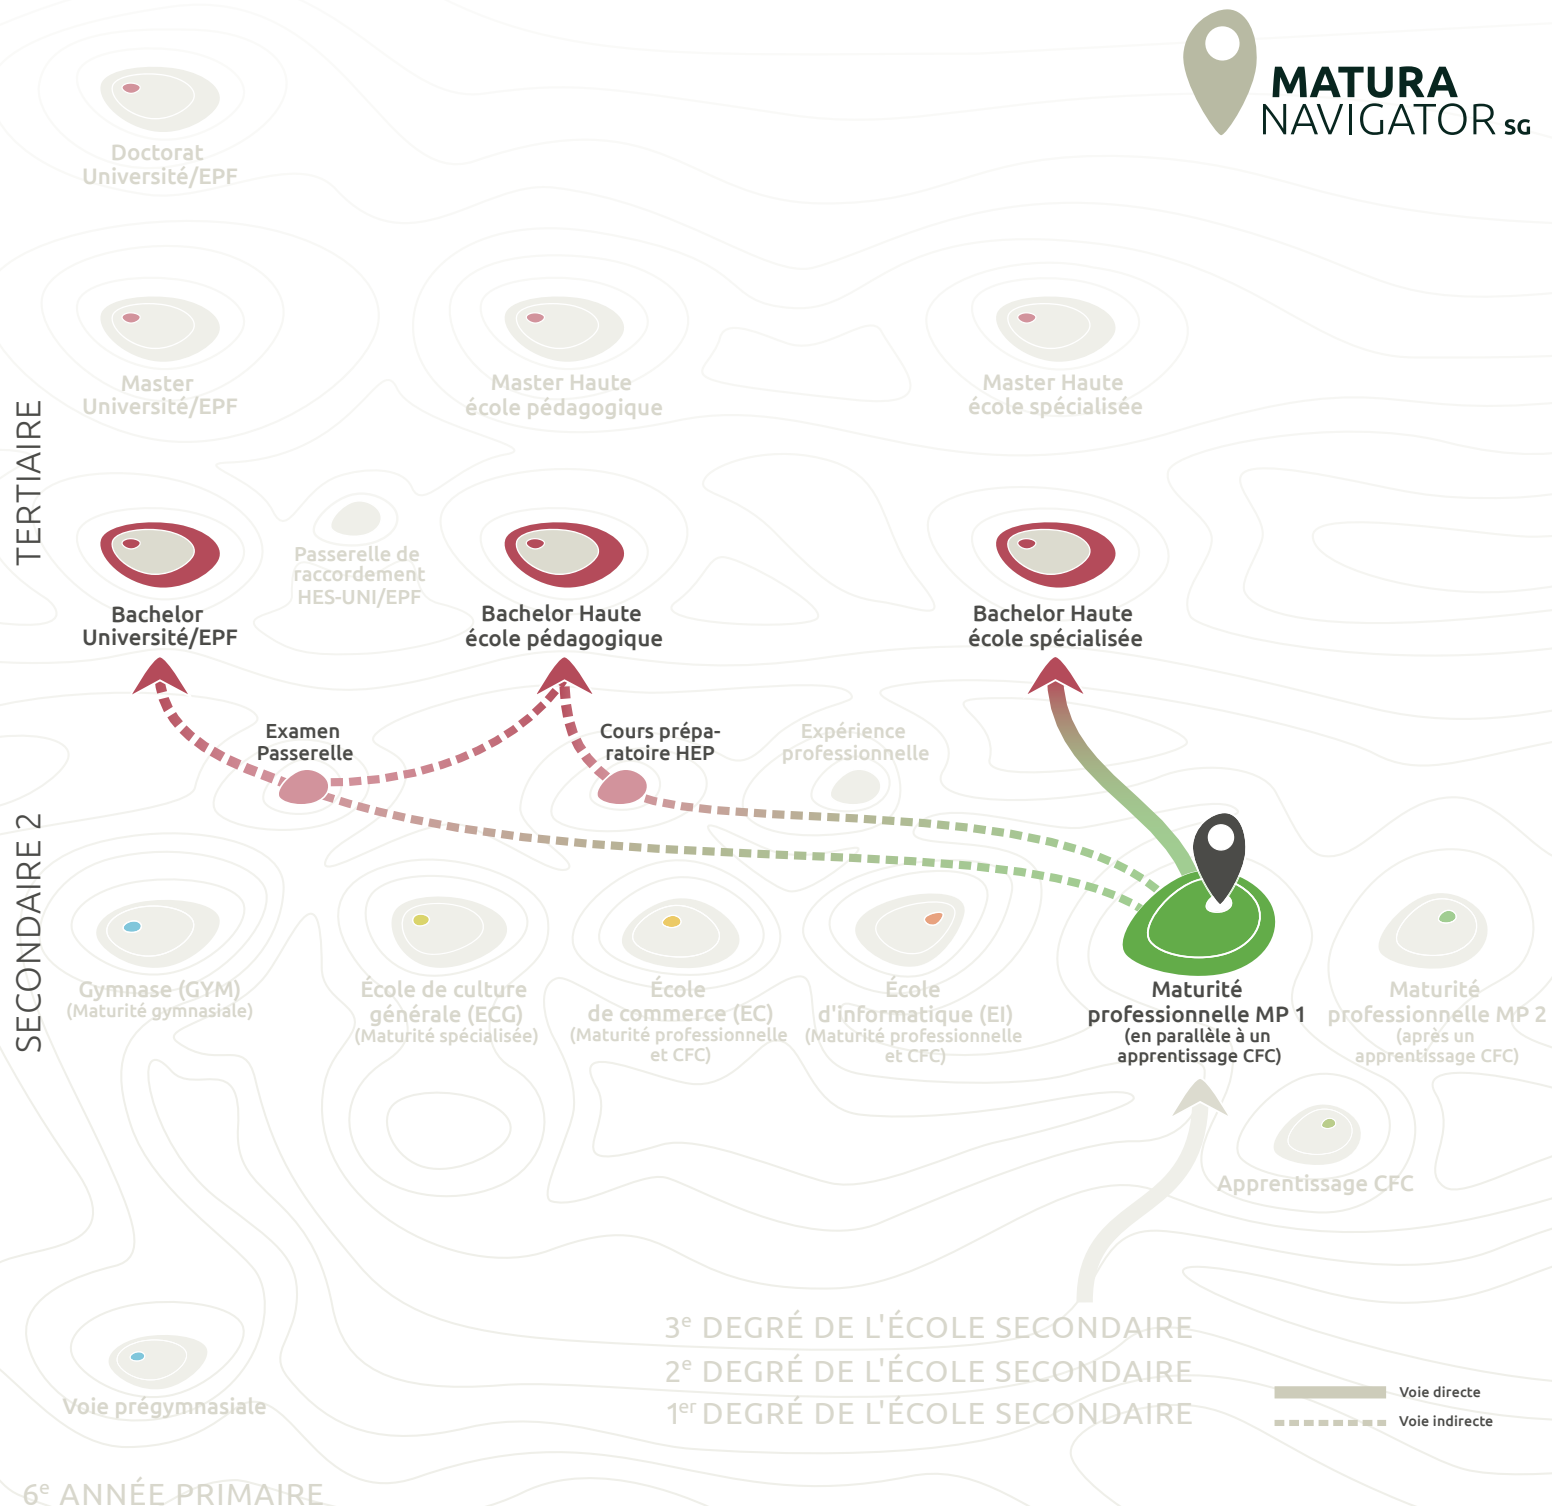 MATURA
NAVIGATOR SG
Doctorat
Université/EPF
Master
Université/EPF
Master Haute
école pédagogique
Master Haute
école spécialisée
TERTIAIRE
Passerelle de
raccordement
HES-UNI/EPF
Bachelor
Université/EPF
Bachelor Haute
école pédagogique
Bachelor Haute
école spécialisée
Examen
Passerelle
Cours prépa-
ratoire HEP
Expérience
professionnelle
SECONDAIRE 2
Gymnase (GYM)
(Maturité gymnasiale)
École de culture
générale (ECG)
(Maturité spécialisée)
École
de commerce (EC)
(Maturité professionnelle
et CFC)
École
d'informatique (EI)
(Maturité professionnelle
et CFC)
Maturité
professionnelle MP 1
(en parallèle à un
apprentissage CFC)
Maturité
professionnelle MP 2
(après un
apprentissage CFC)
Apprentissage CFC
3e DEGRÉ DE L'ÉCOLE SECONDAIRE
2e DEGRÉ DE L'ÉCOLE SECONDAIRE
1er DEGRÉ DE L'ÉCOLE SECONDAIRE
Voie directe
Voie indirecte
Voie prégymnasiale
6e ANNÉE PRIMAIRE